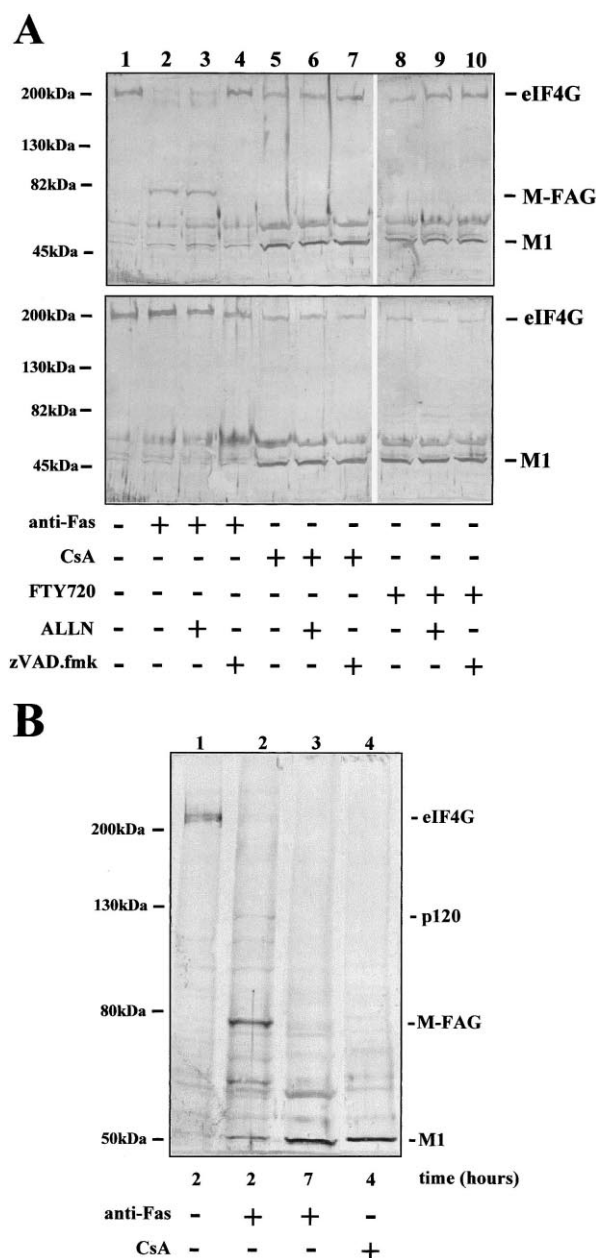 A
1 2 3 4 5 6 7 8 9 10
200kDa – – eIF4G
130kDa –
82kDa – – M-FAG
– M1
45kDa –
200kDa – – eIF4G
130kDa –
82kDa –
45kDa – – M1
anti-Fas - + + + - - - - - -
CsA - - - - + + + - - -
FTY720 - - - - - - - + + +
ALLN - - + - - + - - + -
zVAD.fmk - - - + - - + - - +
B
1 2 3 4
- eIF4G
200kDa –
130kDa – - p120
80kDa – - M-FAG
50kDa – - M1
2 2 7 4 time (hours)
anti-Fas - + + -
CsA - - - +